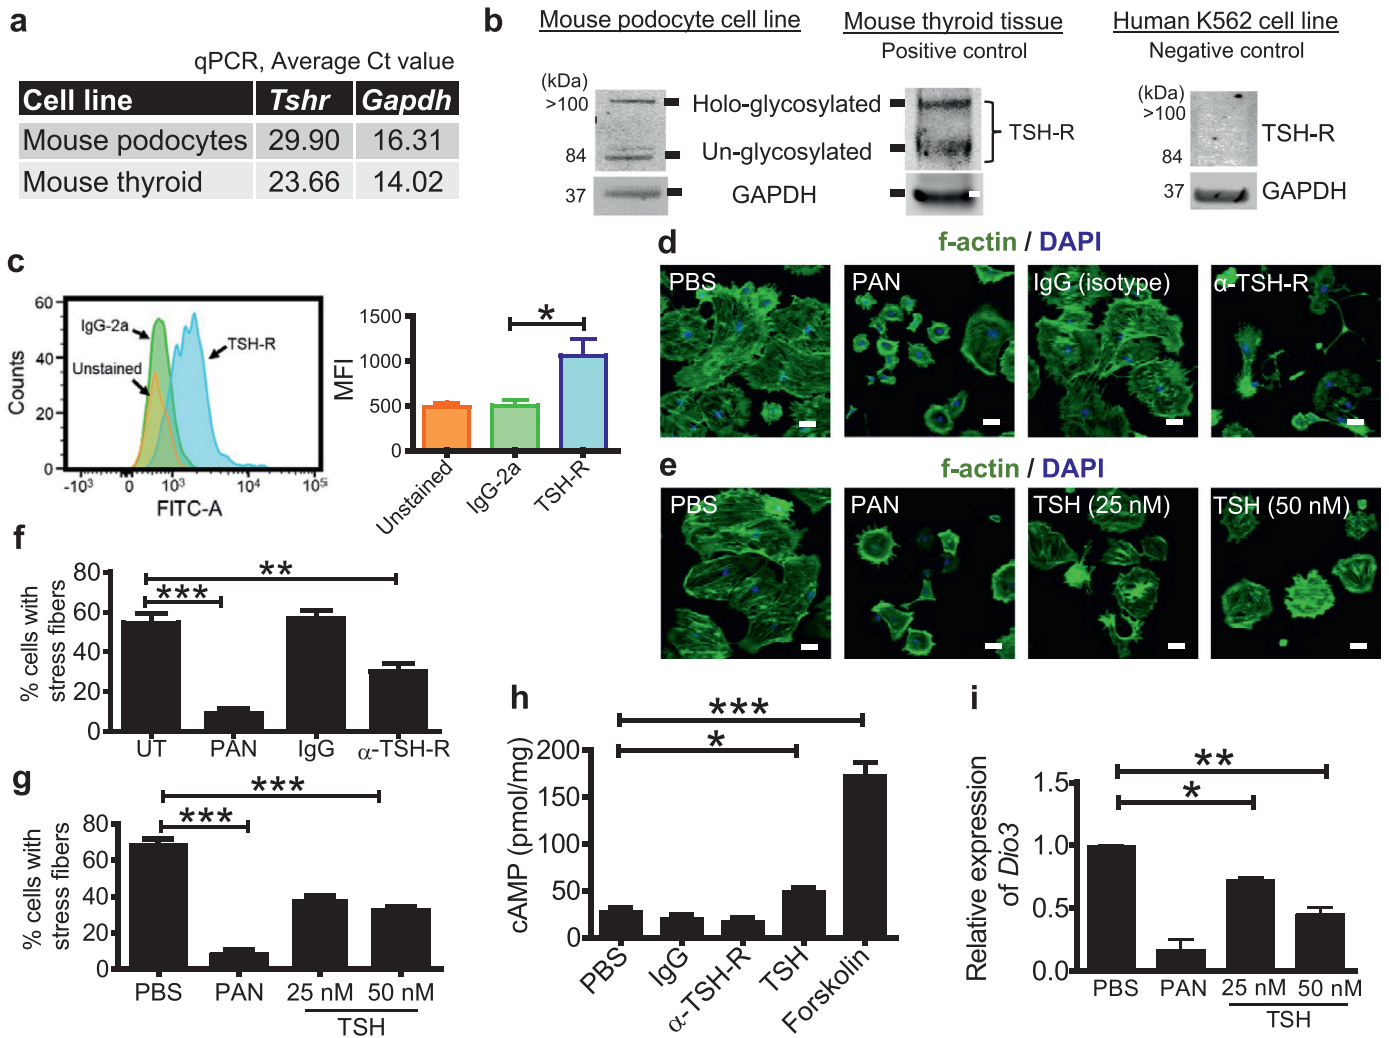 a
qPCR, Average Ct value
Cell line Tshr Gapdh
Mouse podocytes 29.90 16.31
Mouse thyroid 23.66 14.02
b
Mouse podocyte cell line
Mouse thyroid tissue
Positive control
Human K562 cell line
Negative control
(kDa)
>100
84
37
Holo-glycosylated
Un-glycosylated
GAPDH
TSH-R
(kDa)
>100
84
37
TSH-R
GAPDH
c
60
40
20
0
Counts
IgG-2a
Unstained
TSH-R
-10³ 0 10³ 10⁴ 10⁵
FITC-A
1500
1000
500
0
MFI
*
Unstained
IgG-2a
TSH-R
d
f-actin / DAPI
PBS
PAN
IgG (isotype)
α-TSH-R
e
f-actin / DAPI
PBS
PAN
TSH (25 nM)
TSH (50 nM)
f
% cells with
stress fibers
80
60
40
20
0
**
***
UT PAN IgG α-TSH-R
g
% cells with
stress fibers
80
60
40
20
0
***
***
PBS PAN 25 nM 50 nM
TSH
h
cAMP (pmol/mg)
200
150
100
50
0
***
*
PBS
IgG
α-TSH-R
TSH
Forskolin
i
Relative expression
of Dio3
1.5
1.0
0.5
0.0
**
*
PBS PAN 25 nM 50 nM
TSH